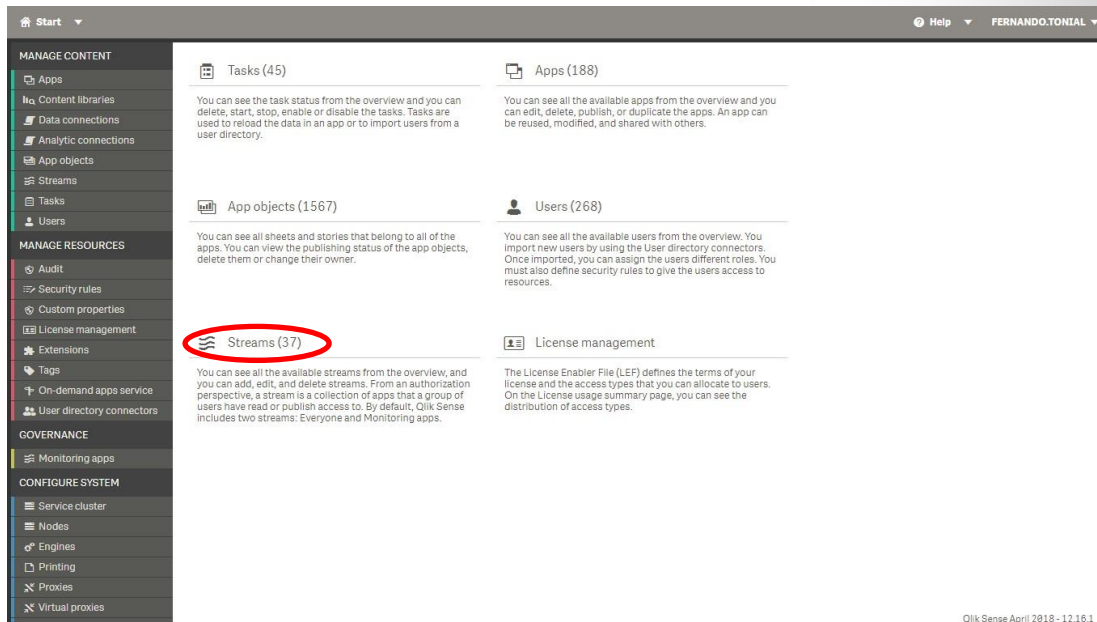 Start
Help
FERNANDO.TONIAL
MANAGE CONTENT
Apps
Content libraries
Data connections
Analytic connections
App objects
Streams
Tasks
Users
MANAGE RESOURCES
Audit
Security rules
Custom properties
License management
Extensions
Tags
On-demand apps service
User directory connectors
GOVERNANCE
Monitoring apps
CONFIGURE SYSTEM
Service cluster
Nodes
Engines
Printing
Proxies
Virtual proxies
Tasks (45)
You can see the task status from the overview and you can
delete, start, stop, enable or disable the tasks. Tasks are
used to reload the data in an app or to import users from a
user directory.
Apps (188)
You can see all the available apps from the overview and you
can edit, delete, publish, or duplicate the apps. An app can
be reused, modified, and shared with others.
App objects (1567)
You can see all sheets and stories that belong to all of the
apps. You can view the publishing status of the app objects,
delete them or change their owner.
Users (268)
You can see all the available users from the overview. You
import new users by using the User directory connectors.
Once imported, you can assign the users different roles. You
must also define security rules to give the users access to
resources.
Streams (37)
You can see all the available streams from the overview, and
you can add, edit, and delete streams. From an authorization
perspective, a stream is a collection of apps that a group of
users have read or publish access to. By default, Qlik Sense
includes two streams: Everyone and Monitoring apps.
License management
The License Enabler File (LEF) defines the terms of your
license and the access types that you can allocate to users.
On the License usage summary page, you can see the
distribution of access types.
Qlik Sense April 2018 - 12.16.1